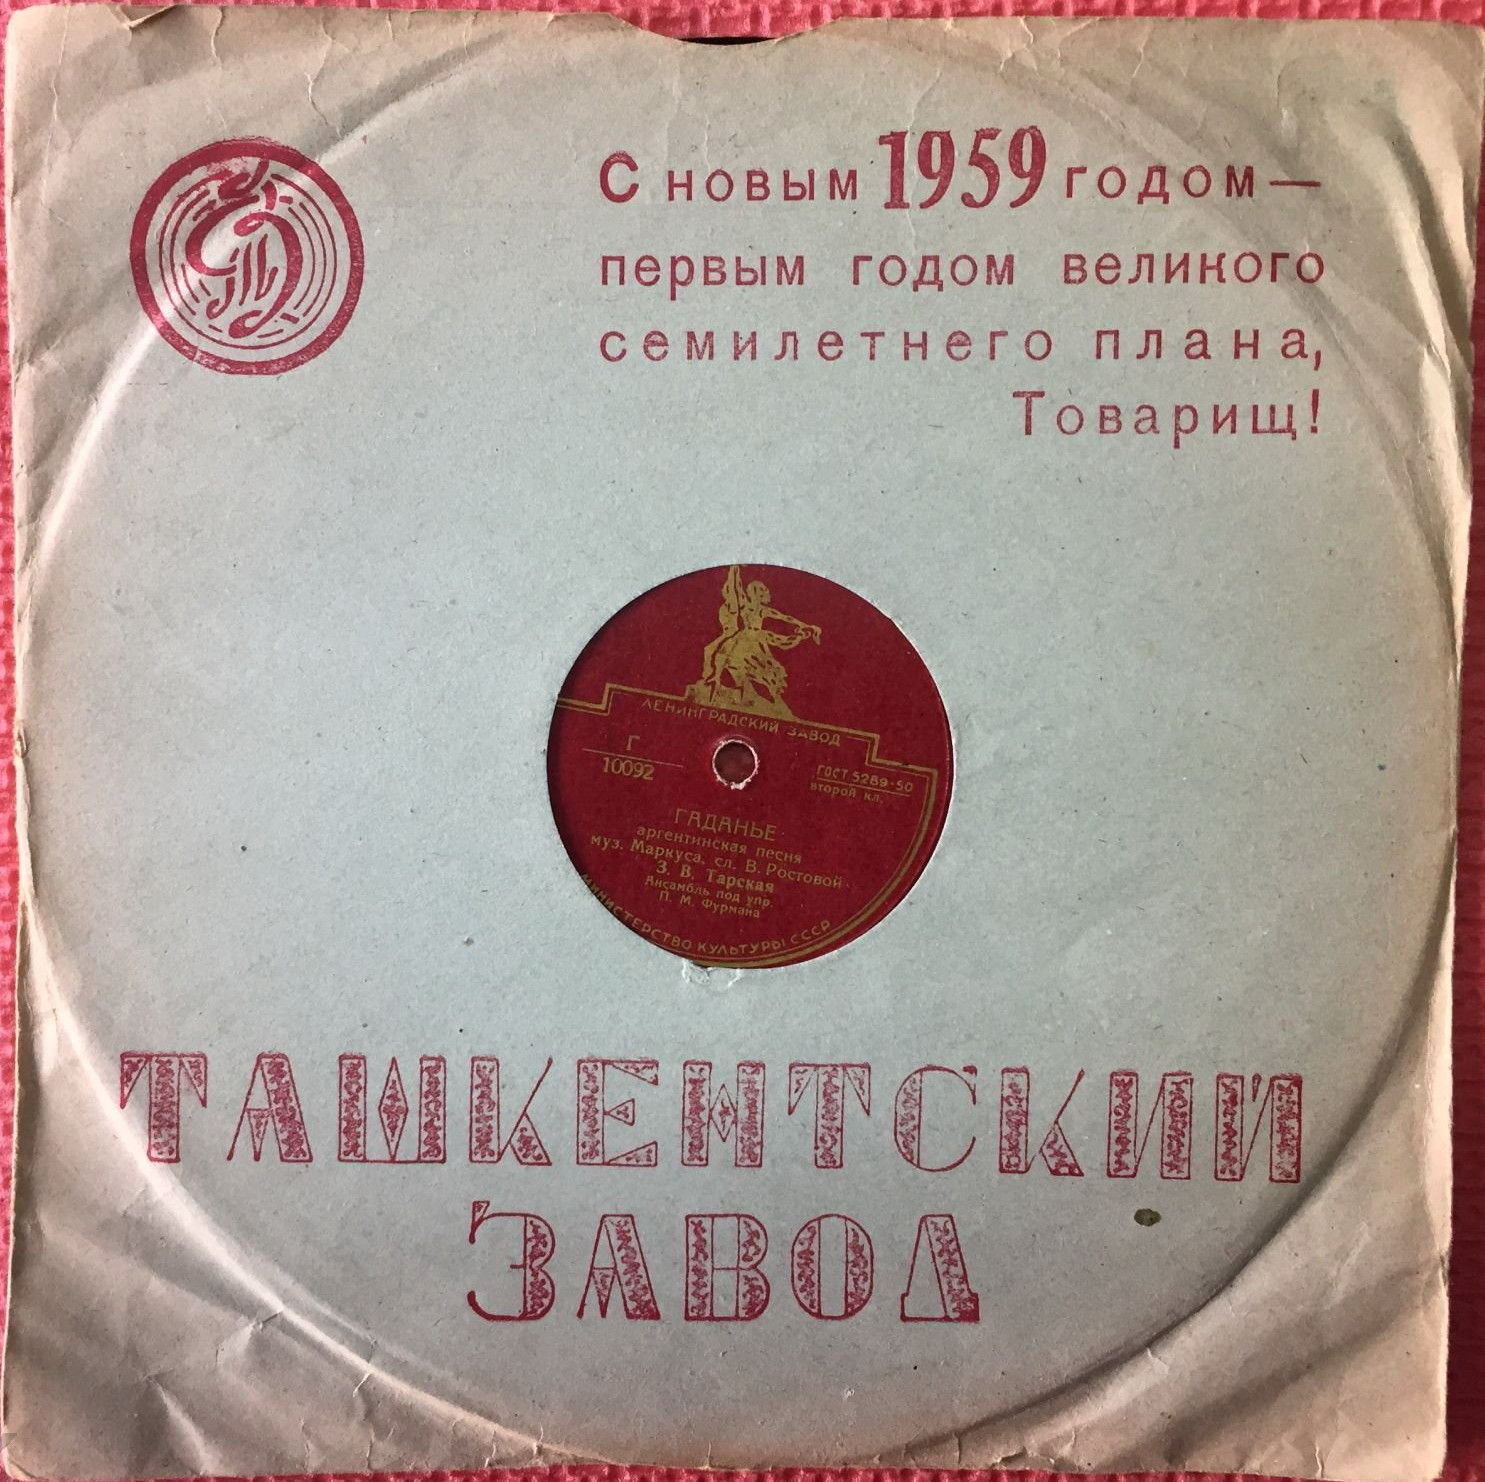 С новым 1959 годом —
первым годом великого
семилетнего плана,
Товарищ!
ЛЕНИНГРАДСКИЙ ЗАВОД
Г
10092
ГОСТ 5289-50
второй кл.
ГАДАНЬЕ
аргентинская песня
муз. Маркуса, сл. В. Ростовой
З. В. Тарская
Ансамбль под упр.
П. М. Фурмана
МИНИСТЕРСТВО КУЛЬТУРЫ СССР
ТАШКЕНТСКИЙ
ЗАВОД